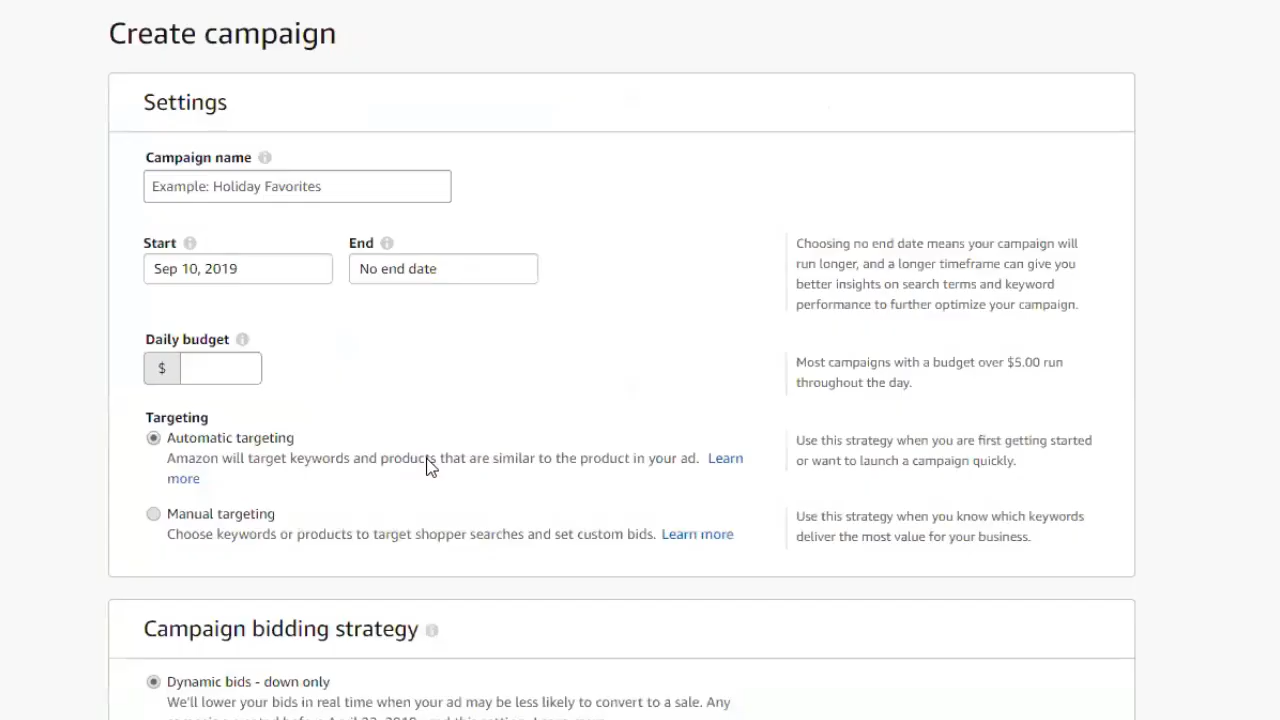 Create campaign
Settings
Campaign name
Example: Holiday Favorites
Start
End
Sep 10, 2019
No end date
Choosing no end date means your campaign will
run longer, and a longer timeframe can give you
better insights on search terms and keyword
performance to further optimize your campaign.
Daily budget
$
Most campaigns with a budget over $5.00 run
throughout the day.
Targeting
Automatic targeting
Amazon will target keywords and products that are similar to the product in your ad. Learn
more
Use this strategy when you are first getting started
or want to launch a campaign quickly.
Manual targeting
Choose keywords or products to target shopper searches and set custom bids. Learn more
Use this strategy when you know which keywords
deliver the most value for your business.
Campaign bidding strategy
Dynamic bids - down only
We'll lower your bids in real time when your ad may be less likely to convert to a sale. Any